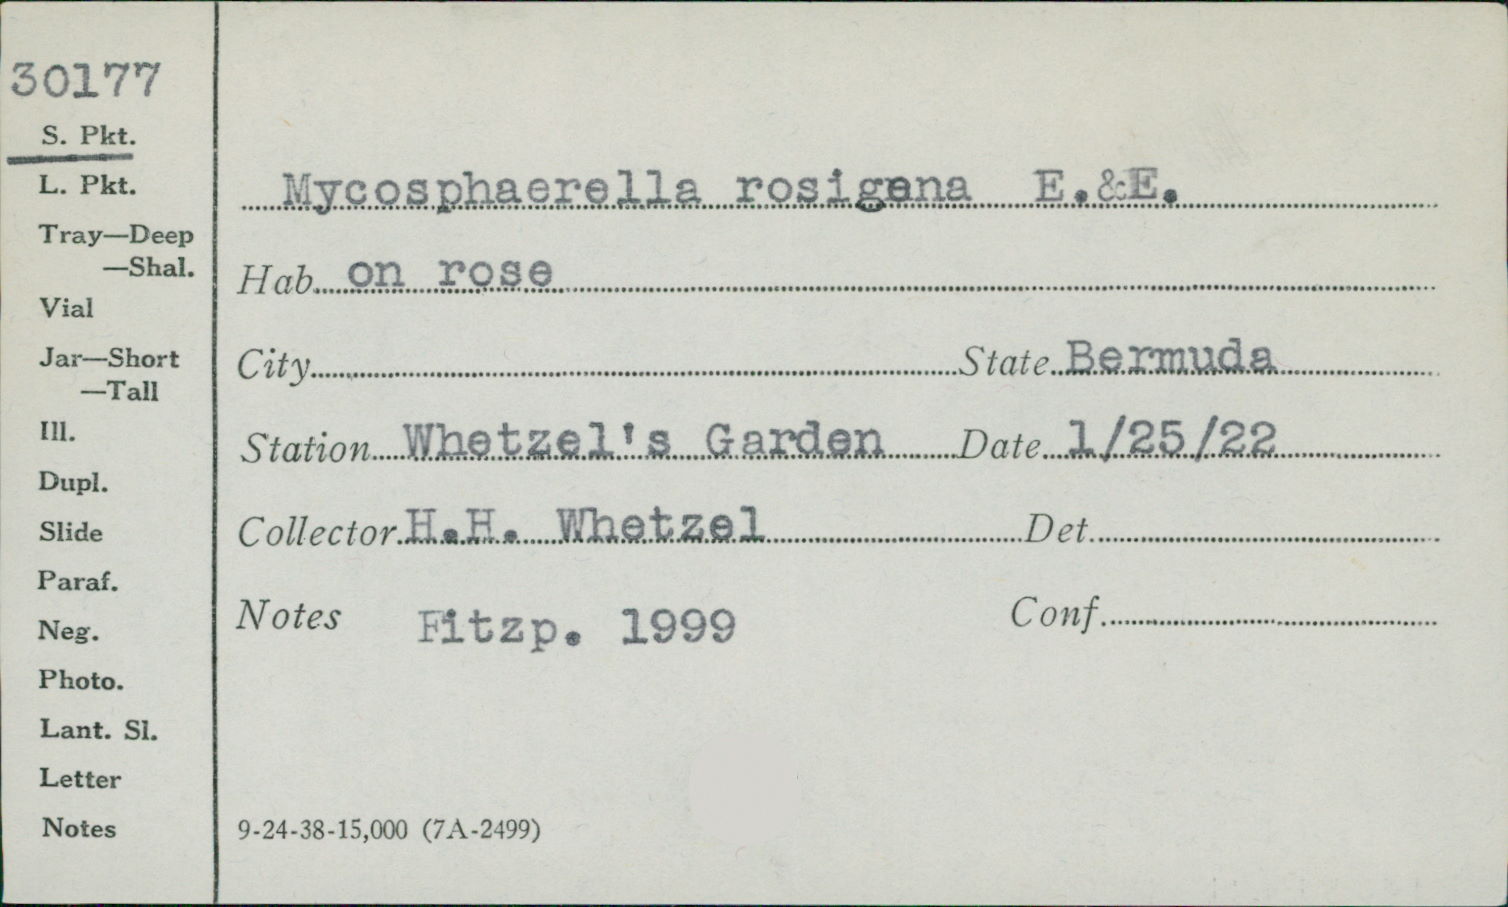 30177
S. Pkt.
L. Pkt.
Tray—Deep
—Shal.
Vial
Jar—Short
—Tall
Ill.
Dupl.
Slide
Paraf.
Neg.
Photo.
Lant. Sl.
Letter
Notes
Mycosphaerella rosigena E.&E.
Hab. on rose
City State Bermuda
Station Whetzel's Garden Date 1/25/22
Collector H.H. Whetzel Det.
Notes Fitzp. 1999 Conf.
9-24-38-15,000 (7A-2499)